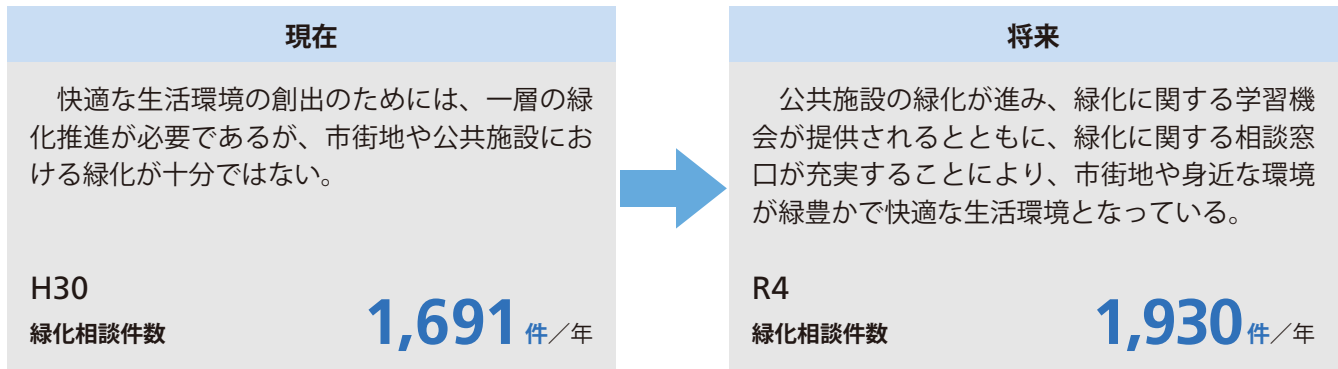 現在
快適な生活環境の創出のためには、一層の緑
化推進が必要であるが、市街地や公共施設にお
ける緑化が十分ではない。
H30
緑化相談件数
1,691件／年
将来
公共施設の緑化が進み、緑化に関する学習機
会が提供されるとともに、緑化に関する相談窓
口が充実することにより、市街地や身近な環境
が緑豊かで快適な生活環境となっている。
R4
緑化相談件数
1,930件／年